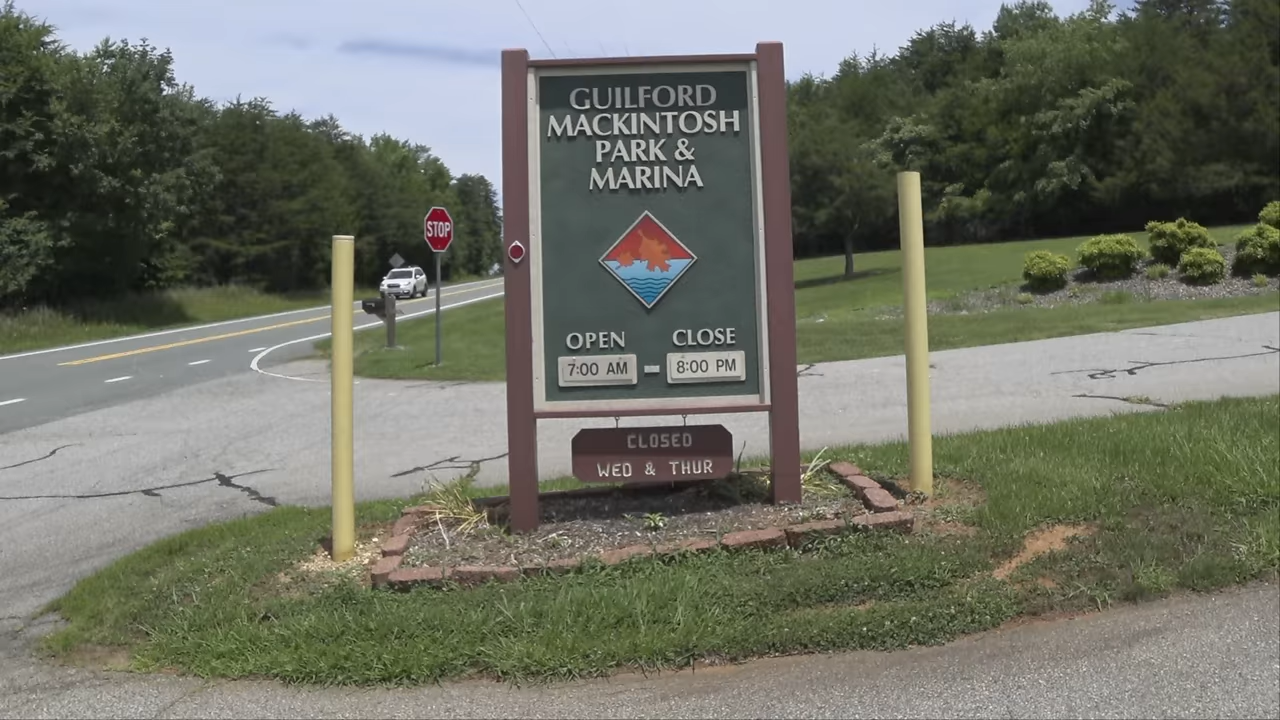 GUILFORD
MACKINTOSH
PARK &
MARINA
STOP
OPEN CLOSE
7:00 AM - 8:00 PM
CLOSED
WED & THUR